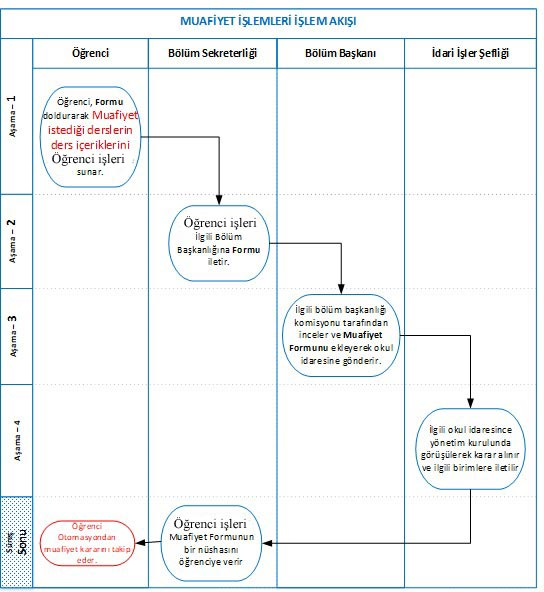 MUAFİYET İŞLEMLERİ İŞLEM AKIŞI
Öğrenci
Bölüm Sekreterliği
Bölüm Başkanı
İdari İşler Şefliği
Aşama – 1
Öğrenci, Formu
doldurarak Muafiyet
istediği derslerin
ders içeriklerini
Öğrenci işleri
sunar.
Aşama – 2
Öğrenci işleri
İlgili Bölüm
Başkanlığına Formu
iletir.
Aşama – 3
İlgili bölüm başkanlığı
komisyonu tarafından
inceler ve Muafiyet
Formunu ekleyerek okul
idaresine gönderir.
Aşama – 4
İlgili okul idaresince
yönetim kurulunda
görüşülerek karar alınır
ve ilgili birimlere iletilir
Süreç
Sonu
Öğrenci
Otomasyondan
muafiyet kararını takip
eder.
Öğrenci işleri
Muafiyet Formunun
bir nüshasını
öğrenciye verir